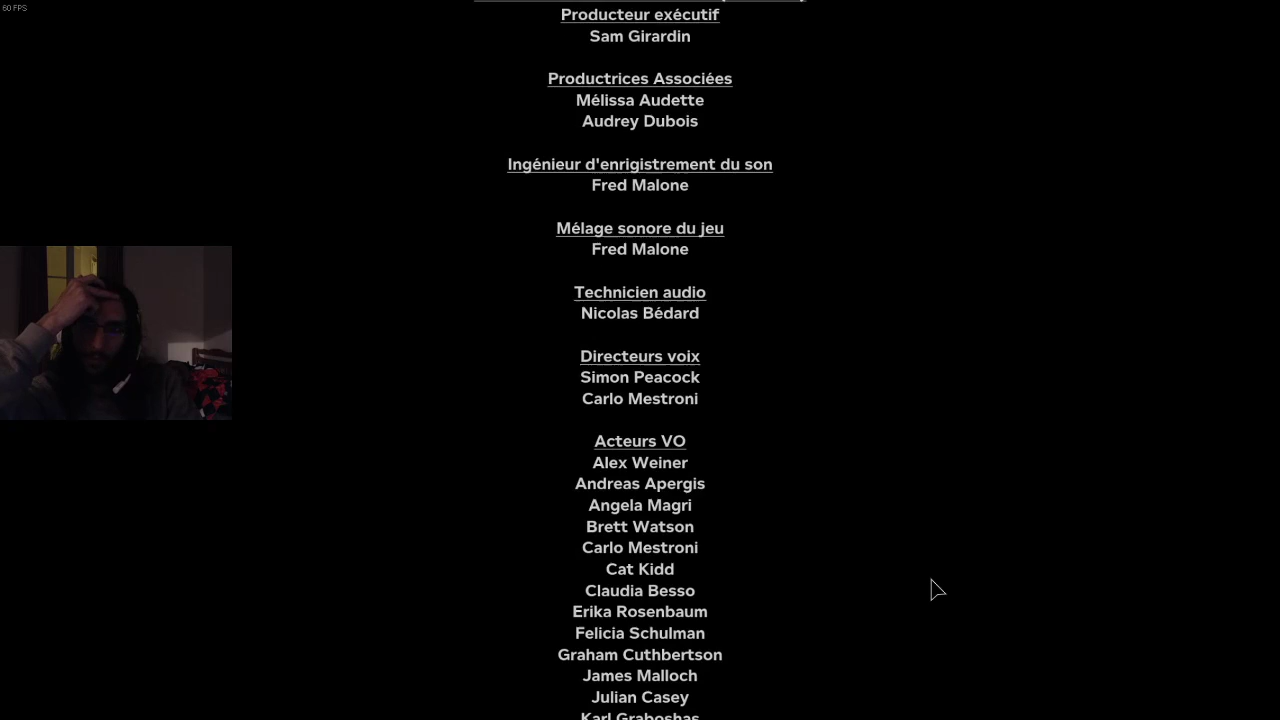 60 FPS
Producteur exécutif
Sam Girardin
Productrices Associées
Mélissa Audette
Audrey Dubois
Ingénieur d'enrigistrement du son
Fred Malone
Mélage sonore du jeu
Fred Malone
Technicien audio
Nicolas Bédard
Directeurs voix
Simon Peacock
Carlo Mestroni
Acteurs VO
Alex Weiner
Andreas Apergis
Angela Magri
Brett Watson
Carlo Mestroni
Cat Kidd
Claudia Besso
Erika Rosenbaum
Felicia Schulman
Graham Cuthbertson
James Malloch
Julian Casey